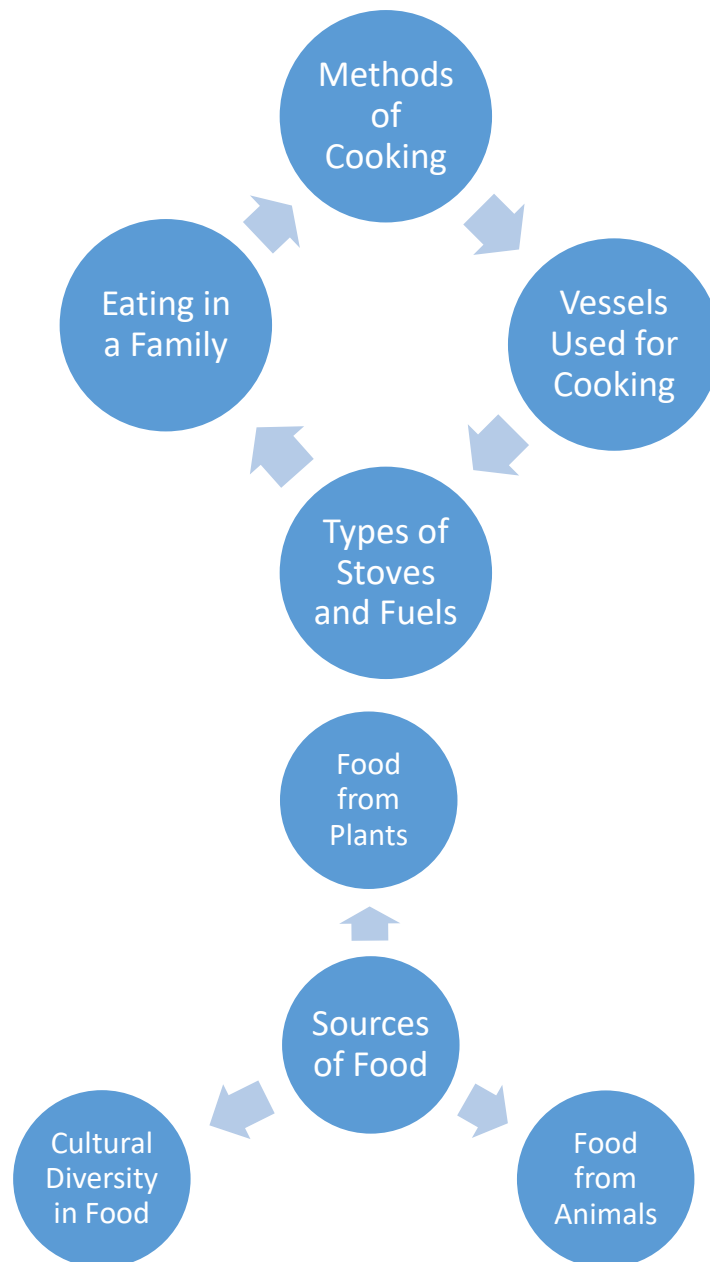 Methods
of
Cooking
Eating in
a Family
Vessels
Used for
Cooking
Types of
Stoves
and Fuels
Food
from
Plants
Sources
of Food
Cultural
Diversity
in Food
Food
from
Animals